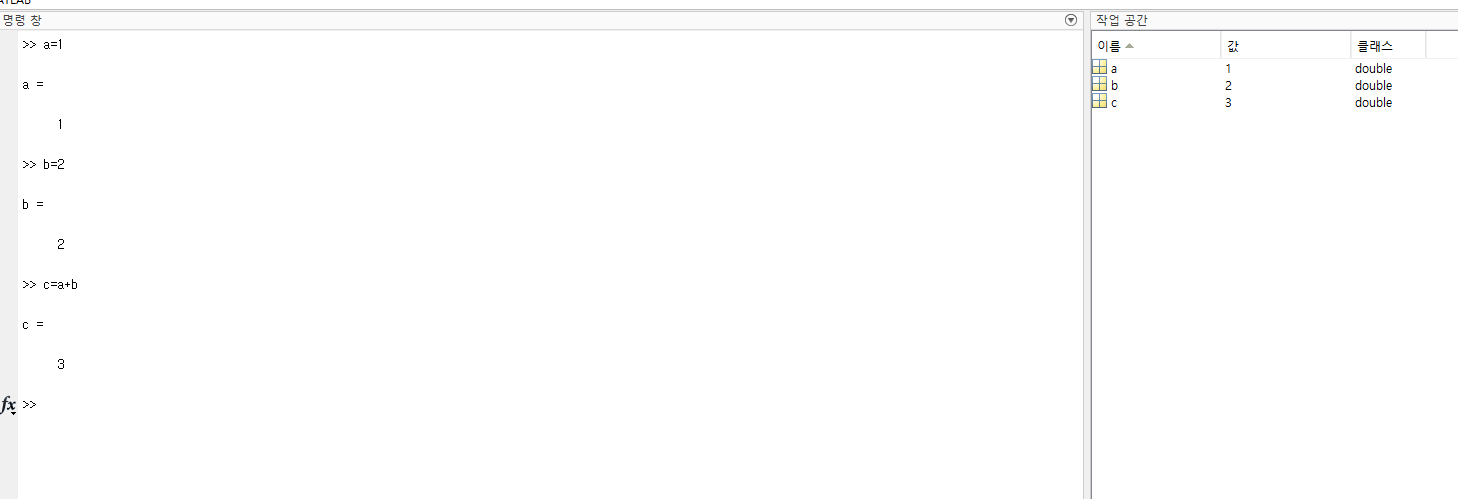 명령 창
>> a=1
a =
1
>> b=2
b =
2
>> c=a+b
c =
3
fx >>
작업 공간
이름 값 클래스
a 1 double
b 2 double
c 3 double